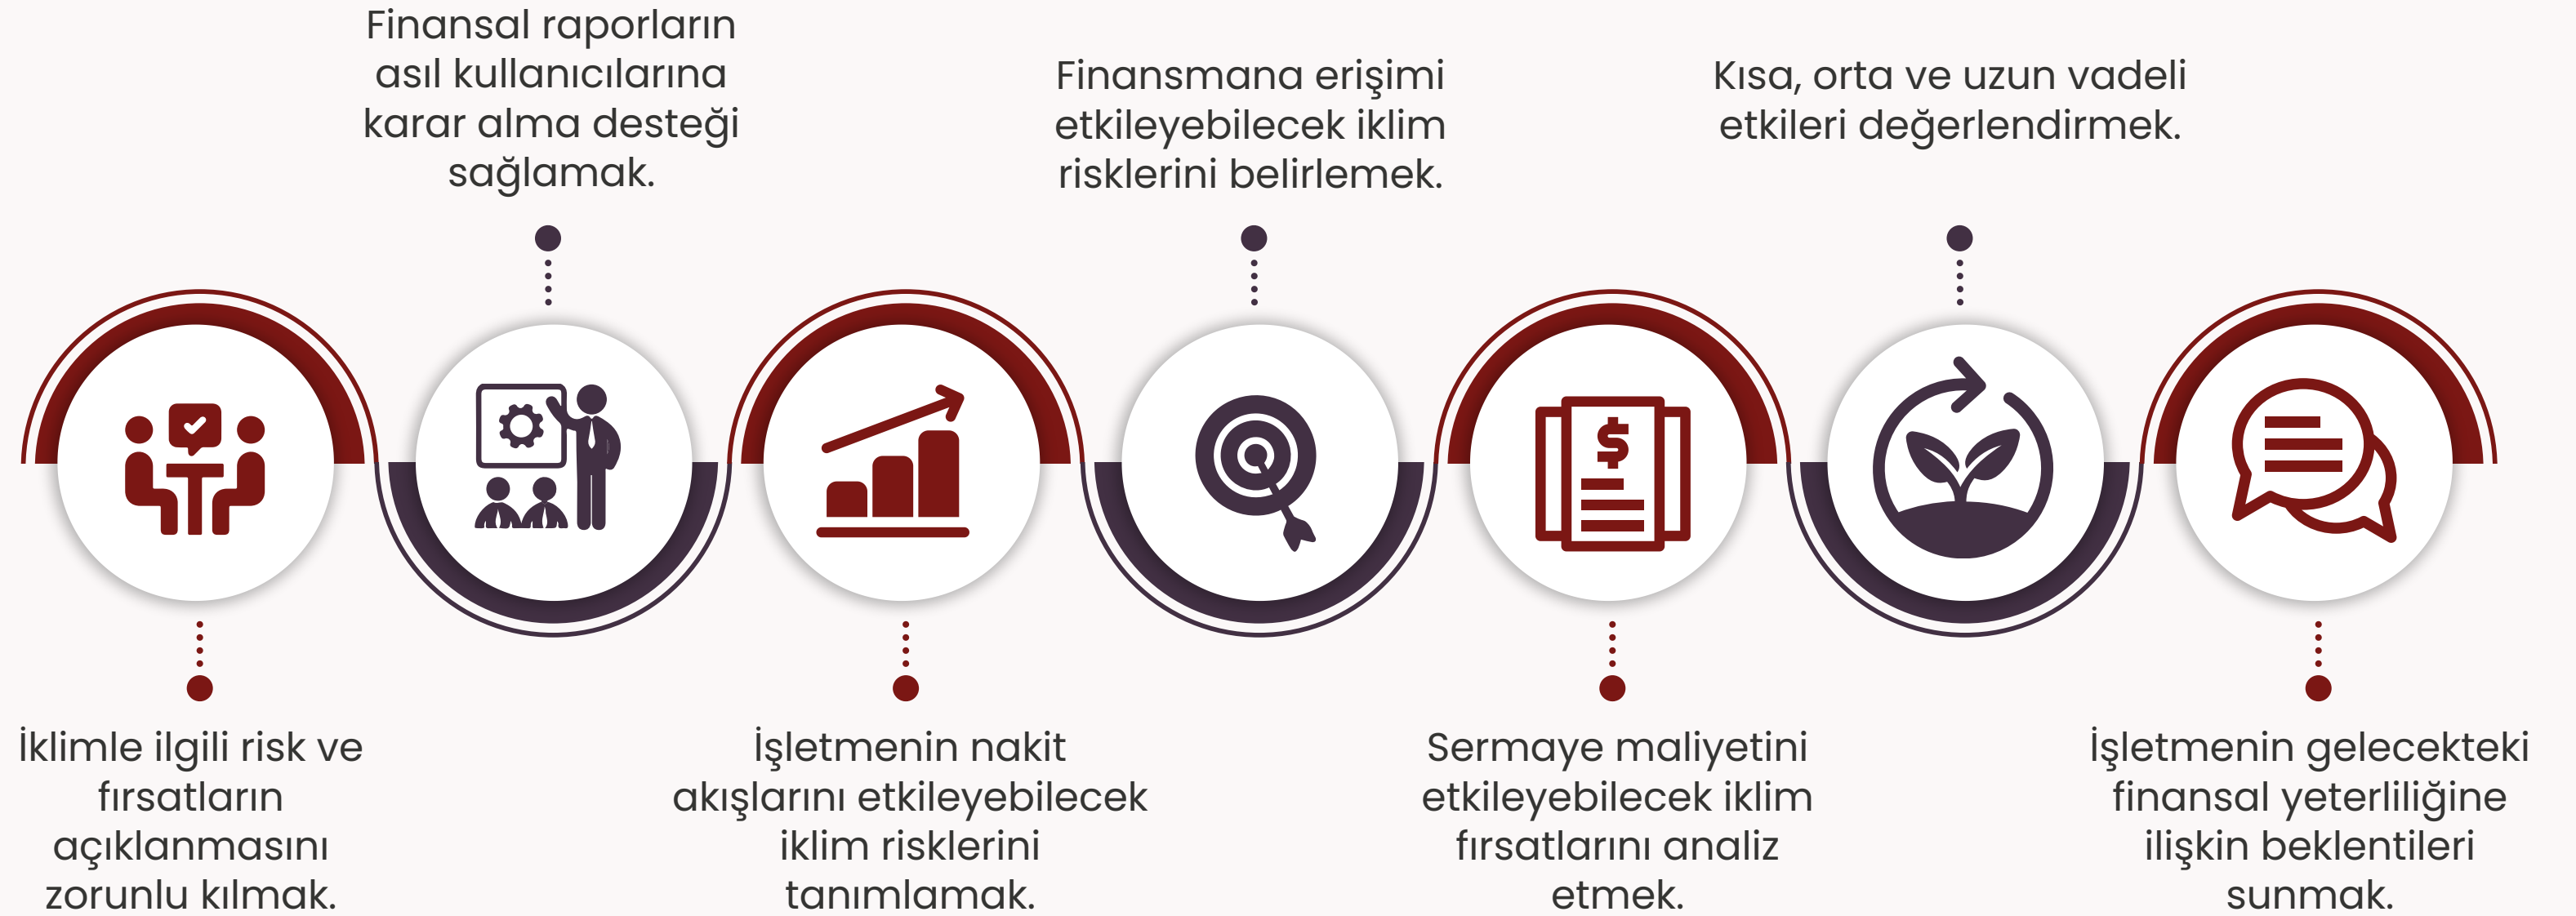 İklimle ilgili risk ve
fırsatların
açıklanmasını
zorunlu kılmak.
Finansal raporların
asıl kullanıcılarına
karar alma desteği
sağlamak.
İşletmenin nakit
akışlarını etkileyebilecek
iklim risklerini
tanımlamak.
Finansmana erişimi
etkileyebilecek iklim
risklerini belirlemek.
Sermaye maliyetini
etkileyebilecek iklim
fırsatlarını analiz
etmek.
Kısa, orta ve uzun vadeli
etkileri değerlendirmek.
İşletmenin gelecekteki
finansal yeterliliğine
ilişkin beklentileri
sunmak.